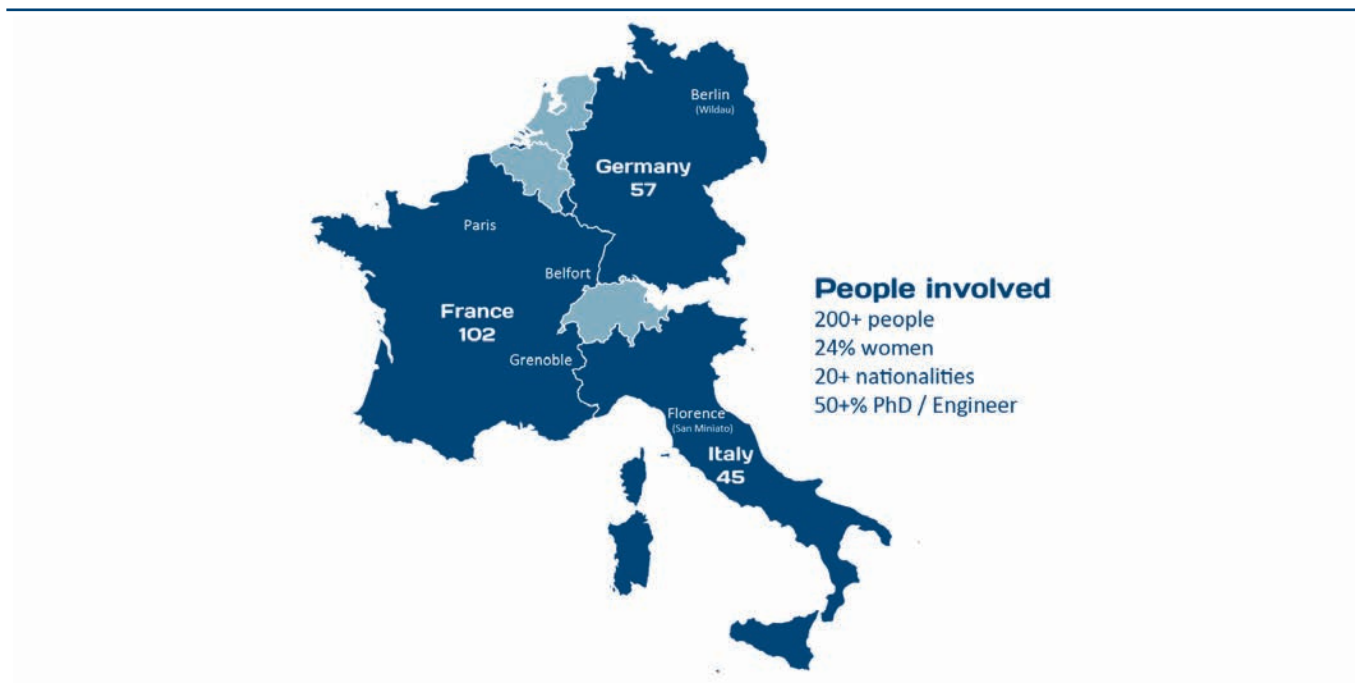 Berlin
(Wildau)
Germany
57
Paris
Belfort
France
102
Grenoble
Florence
(San Miniato)
Italy
45
People involved
200+ people
24% women
20+ nationalities
50+% PhD / Engineer